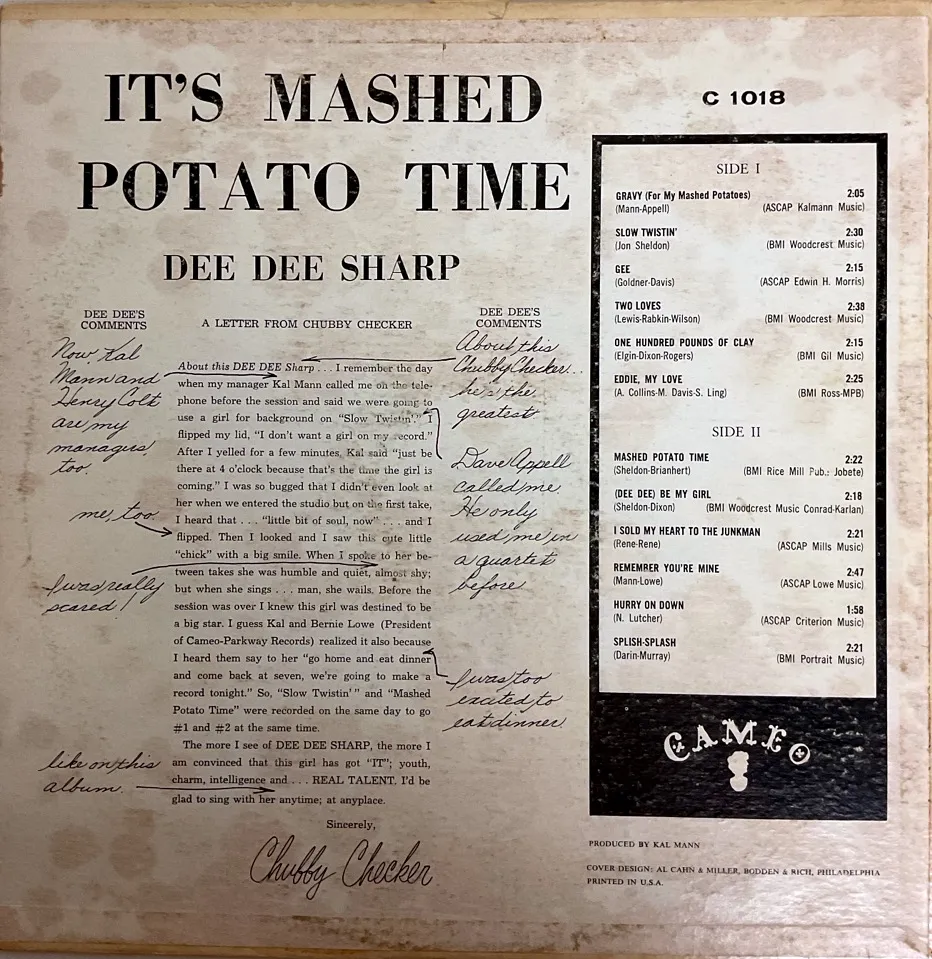 IT'S MASHED
POTATO TIME
DEE DEE SHARP
DEE DEE'S
COMMENTS
Now Kal
Mann and
Henry Colt
are my
managers,
too.
me, too
I was really
scared!
like on this
album.
A LETTER FROM CHUBBY CHECKER
About this DEE DEE Sharp . . . I remember the day
when my manager Kal Mann called me on the tele-
phone before the session and said we were going to
use a girl for background on "Slow Twistin'." I
flipped my lid, "I don't want a girl on my record."
After I yelled for a few minutes, Kal said "just be
there at 4 o'clock because that's the time the girl is
coming." I was so bugged that I didn't even look at
her when we entered the studio but on the first take,
I heard that . . . "little bit of soul, now" . . . and I
flipped. Then I looked and I saw this cute little
"chick" with a big smile. When I spoke to her be-
tween takes she was humble and quiet, almost shy;
but when she sings . . . man, she wails. Before the
session was over I knew this girl was destined to be
a big star. I guess Kal and Bernie Lowe (President
of Cameo-Parkway Records) realized it also because
I heard them say to her "go home and eat dinner
and come back at seven, we're going to make a
record tonight." So, "Slow Twistin'" and "Mashed
Potato Time" were recorded on the same day to go
#1 and #2 at the same time.
The more I see of DEE DEE SHARP, the more I
am convinced that this girl has got "IT"; youth,
charm, intelligence and . . . REAL TALENT. I'd be
glad to sing with her anytime; at anyplace.
Sincerely,
Chubby Checker
DEE DEE'S
COMMENTS
About this
Chubby Checker...
he's the
greatest
Dave Appell
called me.
He only
used me in
a quartet
before
I was too
excited to
eat dinner
C 1018
SIDE I
GRAVY (For My Mashed Potatoes) 2:05
(Mann-Appell) (ASCAP Kalmann Music)
SLOW TWISTIN' 2:30
(Jon Sheldon) (BMI Woodcrest Music)
GEE 2:15
(Goldner-Davis) (ASCAP Edwin H. Morris)
TWO LOVES 2:38
(Lewis-Rabkin-Wilson) (BMI Woodcrest Music)
ONE HUNDRED POUNDS OF CLAY 2:15
(Elgin-Dixon-Rogers) (BMI Gil Music)
EDDIE, MY LOVE 2:25
(A. Collins-M. Davis-S. Ling) (BMI Ross-MPB)
SIDE II
MASHED POTATO TIME 2:22
(Sheldon-Brianhert) (BMI Rice Mill Pub.: Jobete)
(DEE DEE) BE MY GIRL 2:18
(Sheldon-Dixon) (BMI Woodcrest Music Conrad-Karlan)
I SOLD MY HEART TO THE JUNKMAN 2:21
(Rene-Rene) (ASCAP Mills Music)
REMEMBER YOU'RE MINE 2:47
(Mann-Lowe) (ASCAP Lowe Music)
HURRY ON DOWN 1:58
(N. Lutcher) (ASCAP Criterion Music)
SPLISH-SPLASH 2:21
(Darin-Murray) (BMI Portrait Music)
CAMEO
PRODUCED BY KAL MANN
COVER DESIGN: AL CAHN & MILLER, BODDEN & RICH, PHILADELPHIA
PRINTED IN U.S.A.